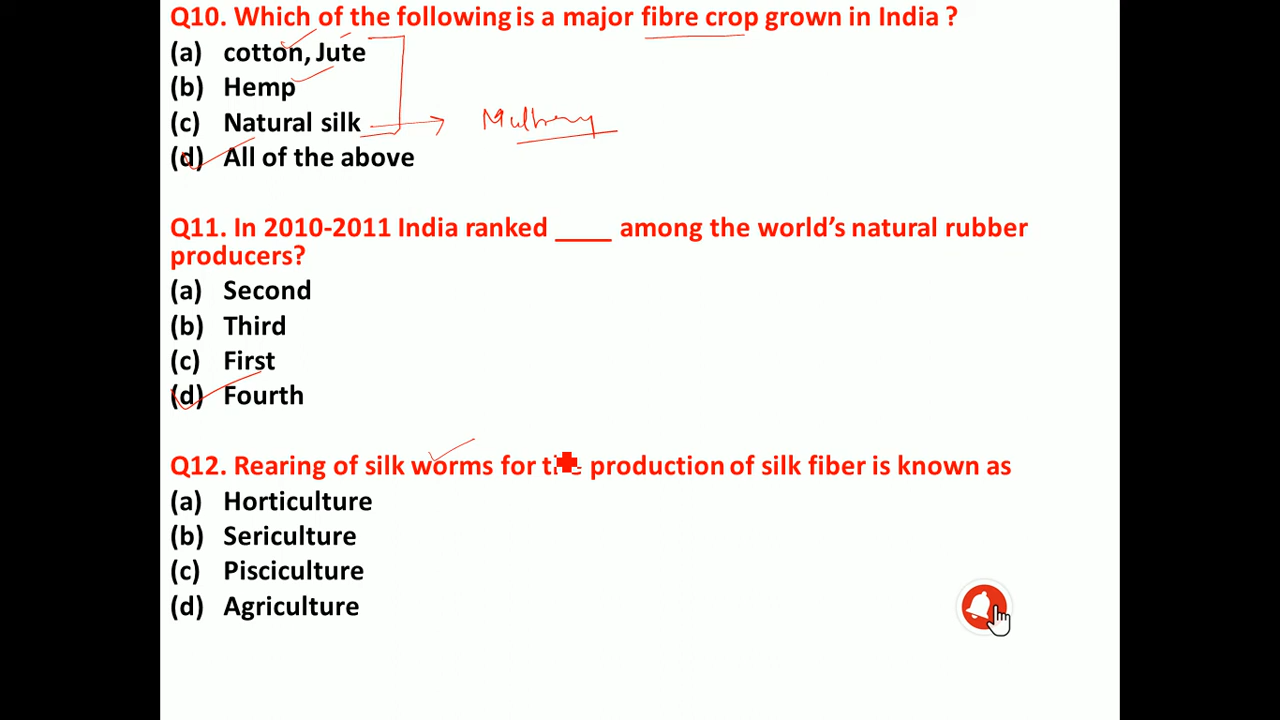 Q10. Which of the following is a major fibre crop grown in India ?
(a) cotton, Jute
(b) Hemp
(c) Natural silk
Mulbery
(d) All of the above
Q11. In 2010-2011 India ranked ____ among the world's natural rubber
producers?
(a) Second
(b) Third
(c) First
(d) Fourth
Q12. Rearing of silk worms for the production of silk fiber is known as
(a) Horticulture
(b) Sericulture
(c) Pisciculture
(d) Agriculture